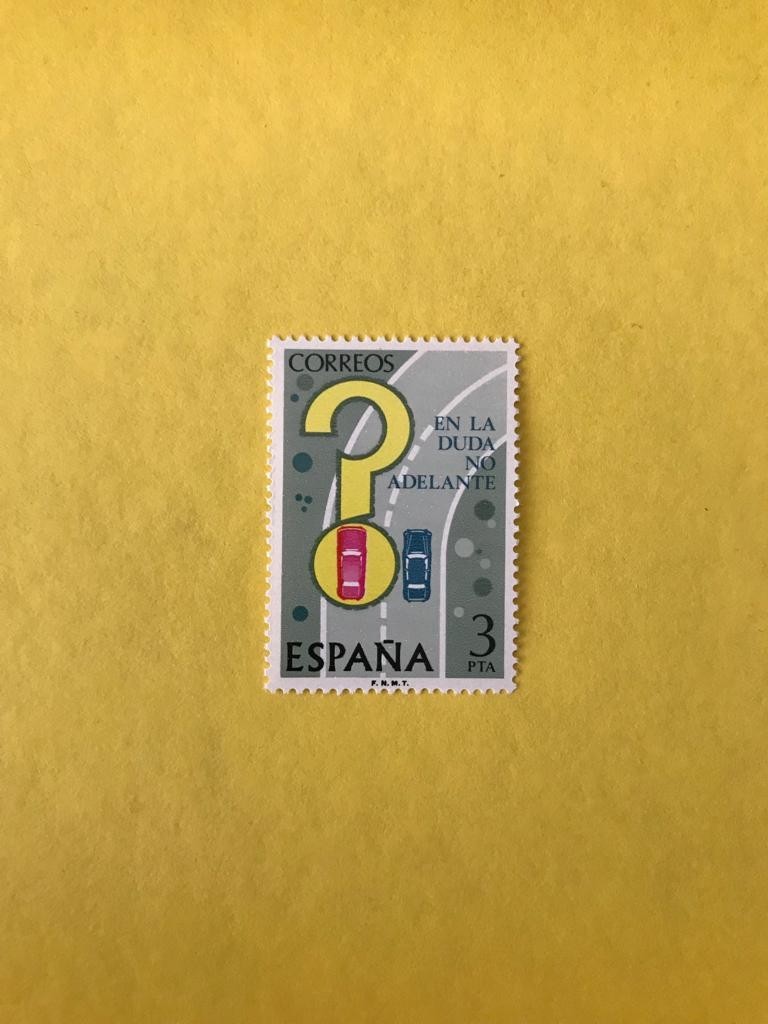 CORREOS
EN LA
DUDA
NO
ADELANTE
3
PTA
ESPAÑA
F. N. M. T.